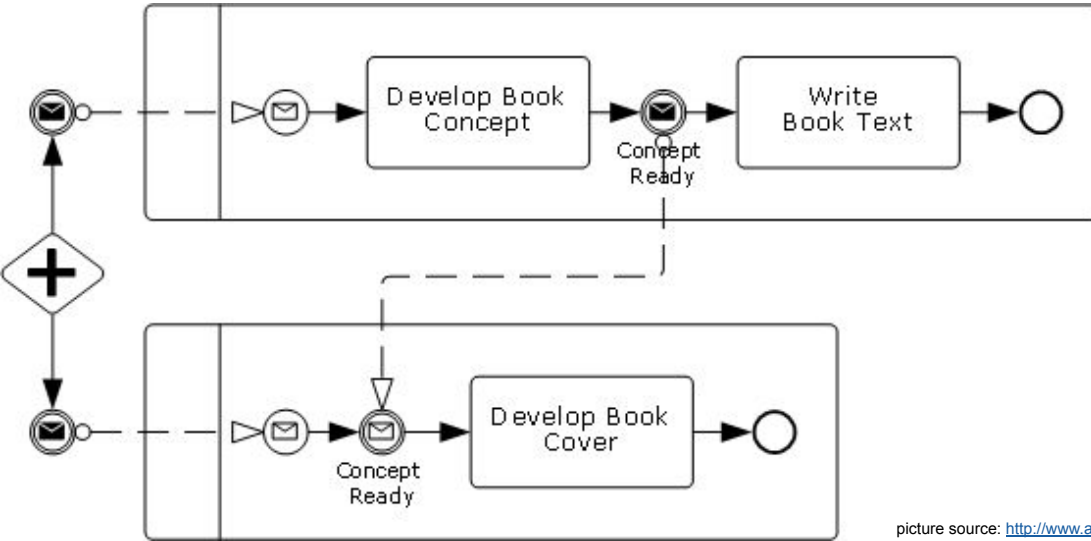 Develop Book
Concept
Concept
Ready
Write
Book Text
Concept
Ready
Develop Book
Cover
picture source: http://www.a